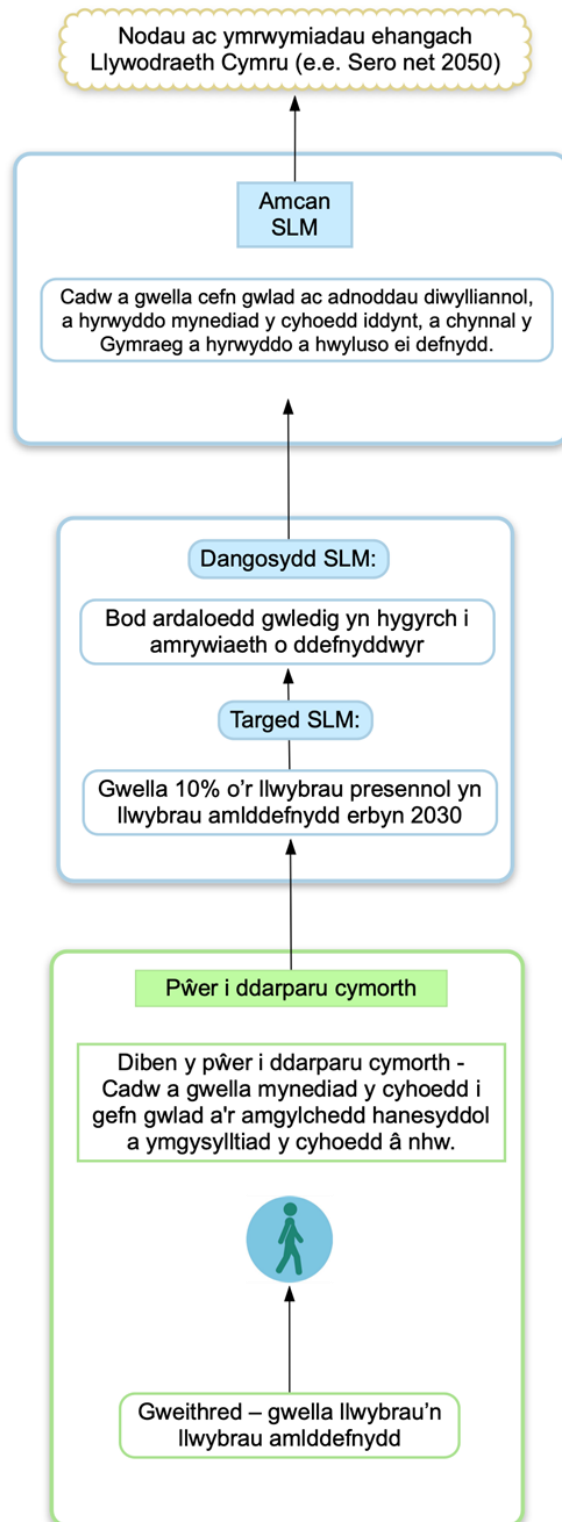 Nodau ac ymrwymiadau ehangach
Llywodraeth Cymru (e.e. Sero net 2050)
Amcan
SLM
Cadw a gwella cefn gwlad ac adnoddau diwylliannol,
a hyrwyddo mynediad y cyhoedd iddynt, a chynnal y
Gymraeg a hyrwyddo a hwyluso ei defnydd.
Dangosydd SLM:
Bod ardaloedd gwledig yn hygyrch i
amrywiaeth o ddefnyddwyr
Targed SLM:
Gwella 10% o’r llwybrau presennol yn
llwybrau amlddefnydd erbyn 2030
Pŵer i ddarparu cymorth
Diben y pŵer i ddarparu cymorth -
Cadw a gwella mynediad y cyhoedd i
gefn gwlad a'r amgylchedd hanesyddol
a ymgysylltiad y cyhoedd â nhw.
Gweithred – gwella llwybrau’n
llwybrau amlddefnydd